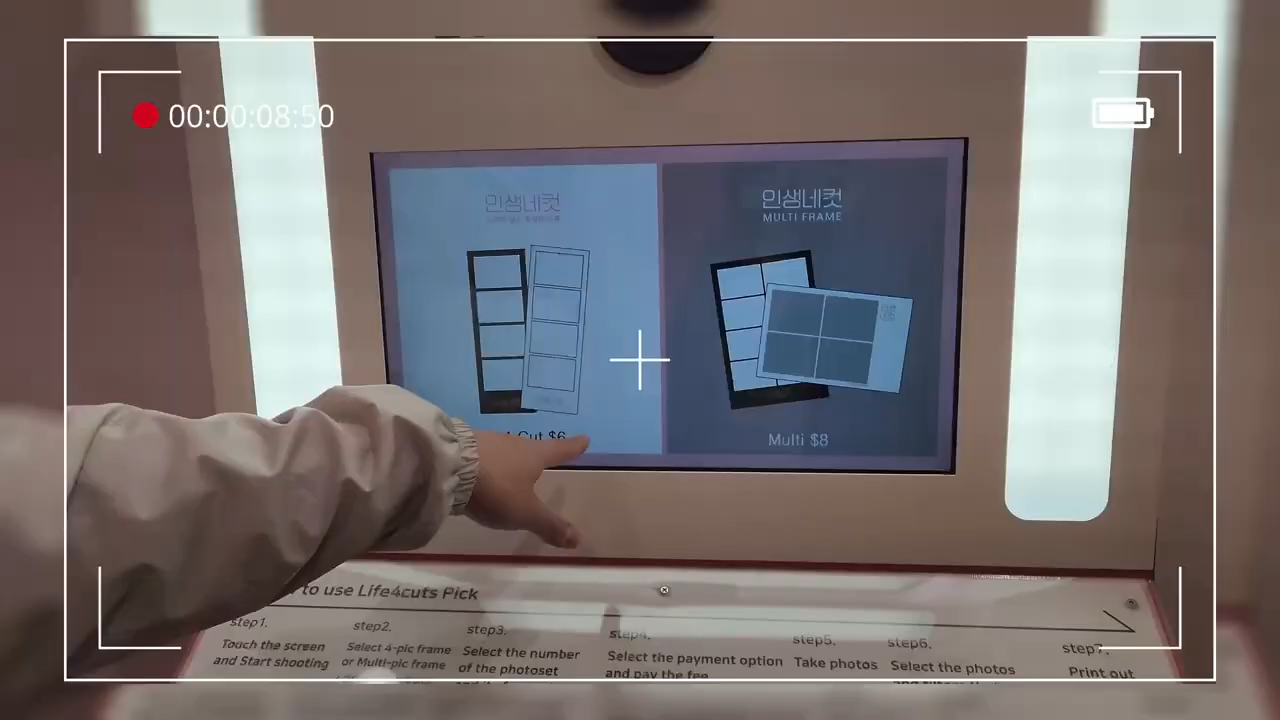 00:00:08:50
인생네컷
인생네컷
MULTI FRAME
Cut $6
Multi $8
to use Life4cuts Pick
step1.
Touch the screen
and Start shooting
step2.
Select 4-pic frame
or Multi-pic frame
step3.
Select the number
of the photoset
step4.
Select the payment option
and pay the fee
step5.
Take photos
step6.
Select the photos
step7.
Print out